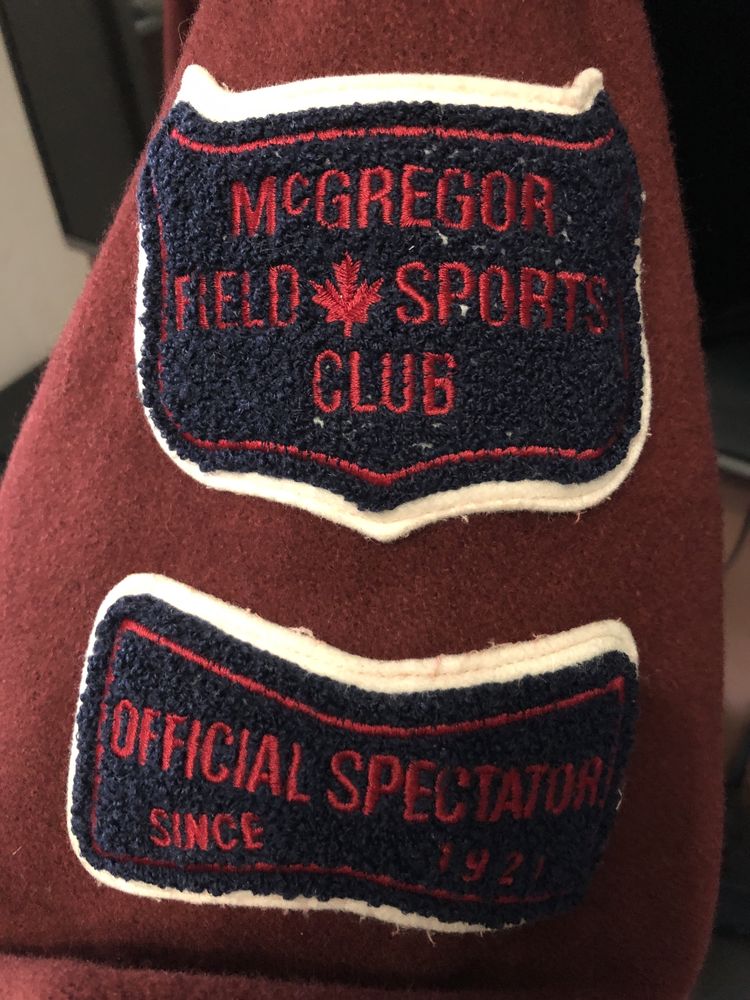 McGREGOR
FIELD SPORTS
CLUB
OFFICIAL SPECTATOR
SINCE
1921